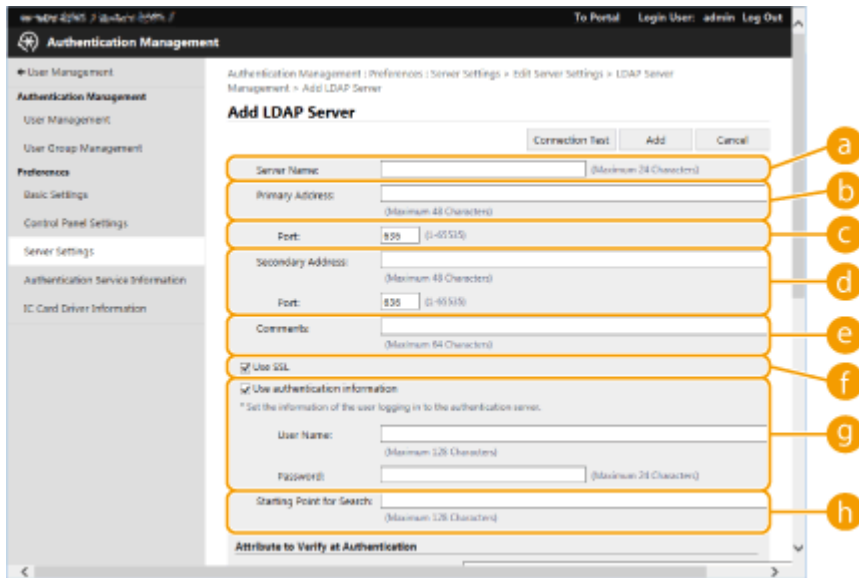 To Portal Login User: admin Log Out
Authentication Management
User Management
Authentication Management
User Management
User Group Management
Preferences
Basic Settings
Control Panel Settings
Server Settings
Authentication Service Information
IC Card Driver Information
Authentication Management : Preferences : Server Settings > Edit Server Settings > LDAP Server
Management > Add LDAP Server
Add LDAP Server
Connection Test Add Cancel
Server Name: (Maximum 24 Characters) a
Primary Address: b
(Maximum 48 Characters)
Port: 636 (1-65535) c
Secondary Address:
(Maximum 48 Characters) d
Port: 636 (1-65535)
Comments: e
(Maximum 64 Characters)
Use SSL f
Use authentication information
* Set the information of the user logging in to the authentication server.
User Name: g
(Maximum 128 Characters)
Password: (Maximum 24 Characters)
Starting Point for Search: h
(Maximum 128 Characters)
Attribute to Verify at Authentication